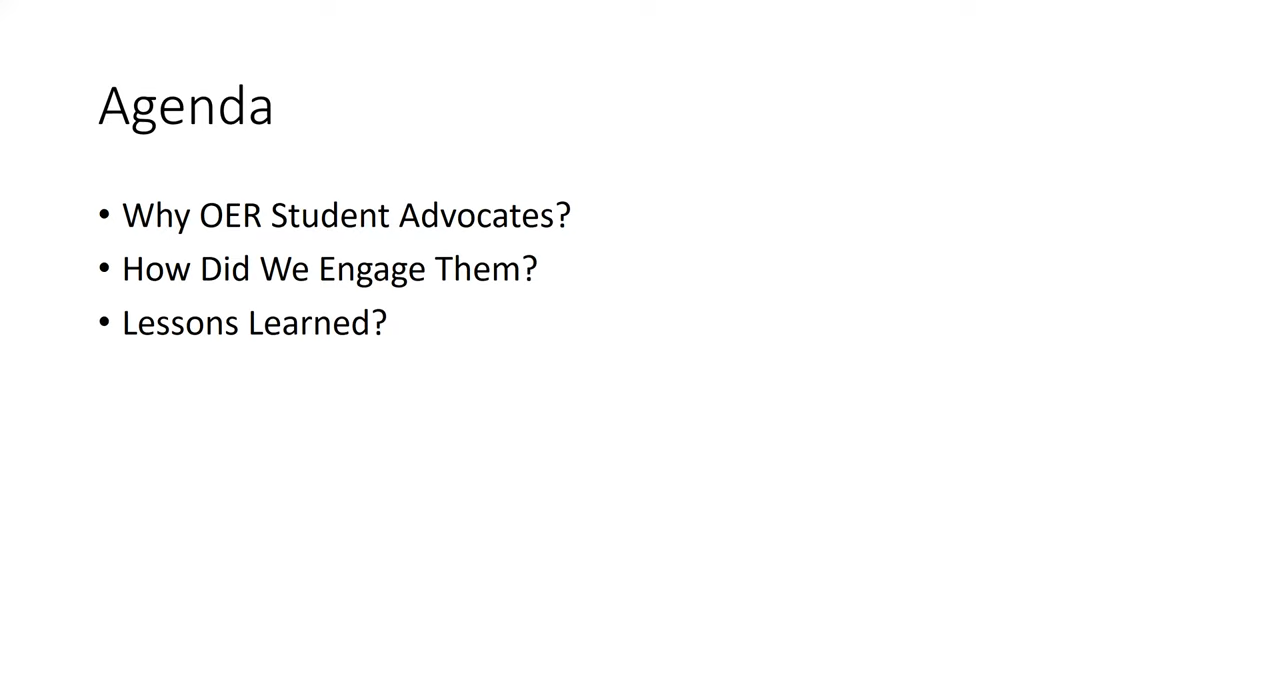 Agenda
• Why OER Student Advocates?
• How Did We Engage Them?
• Lessons Learned?